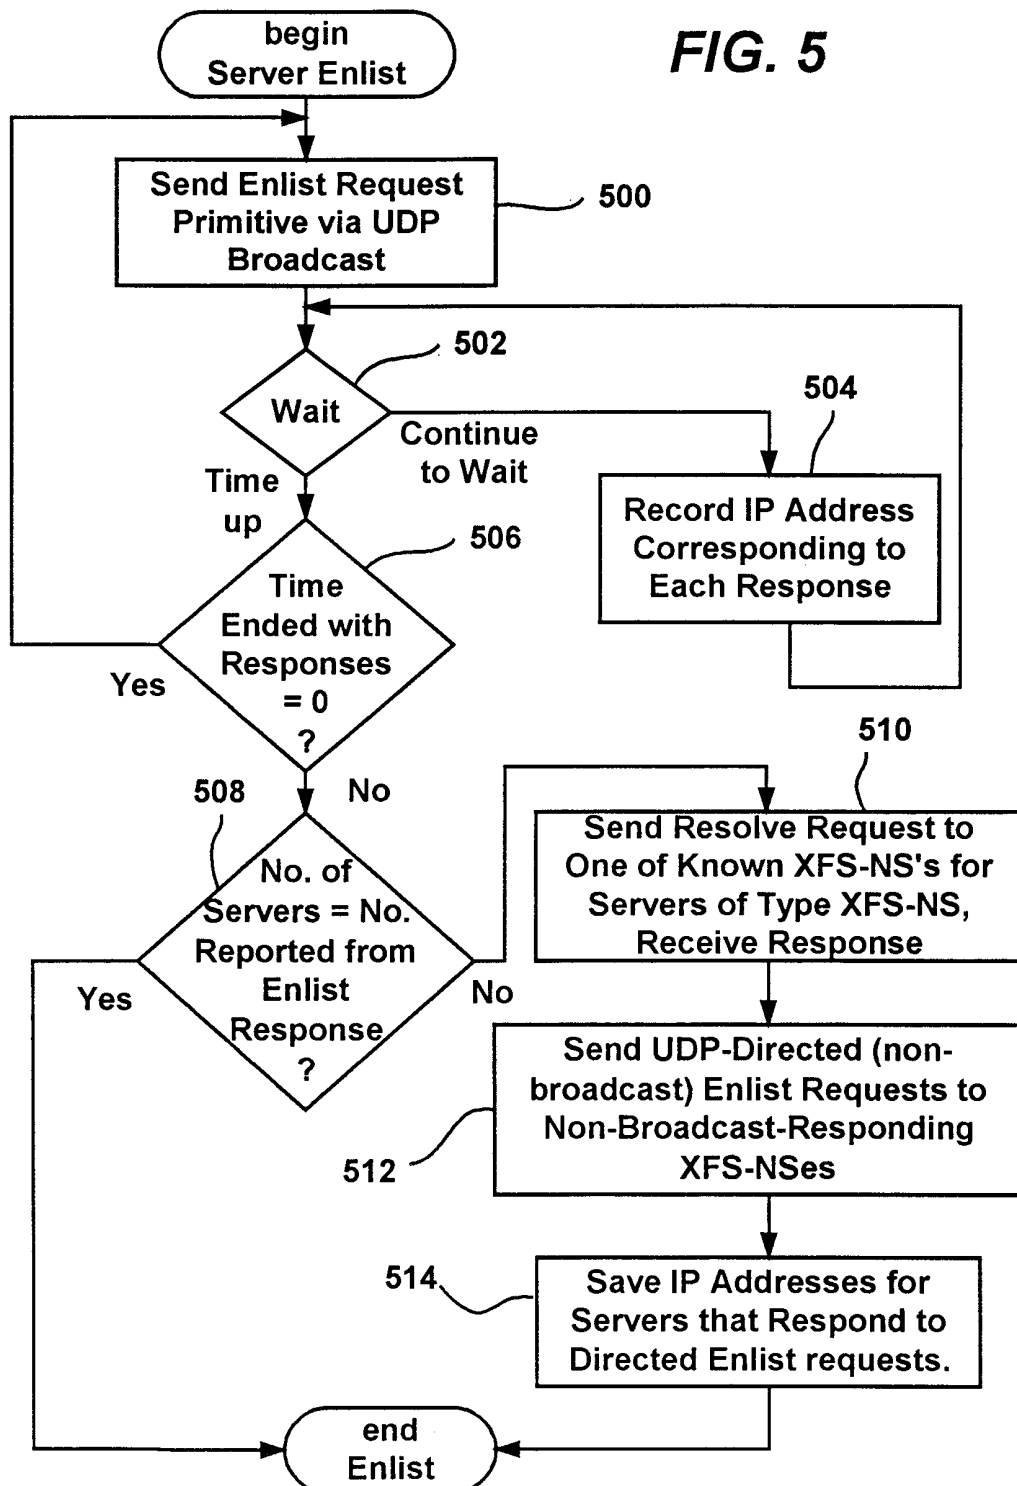 begin
Server Enlist
FIG. 5
Send Enlist Request
Primitive via UDP
Broadcast
500
502
Wait
Continue
to Wait
504
Time
up
Record IP Address
Corresponding to
Each Response
506
Time
Ended with
Responses
= 0
?
Yes
No
508
No. of
Servers = No.
Reported from
Enlist
Response
?
Yes
No
510
Send Resolve Request to
One of Known XFS-NS's for
Servers of Type XFS-NS,
Receive Response
Send UDP-Directed (non-
broadcast) Enlist Requests to
Non-Broadcast-Responding
XFS-NSes
512
514
Save IP Addresses for
Servers that Respond to
Directed Enlist requests.
end
Enlist